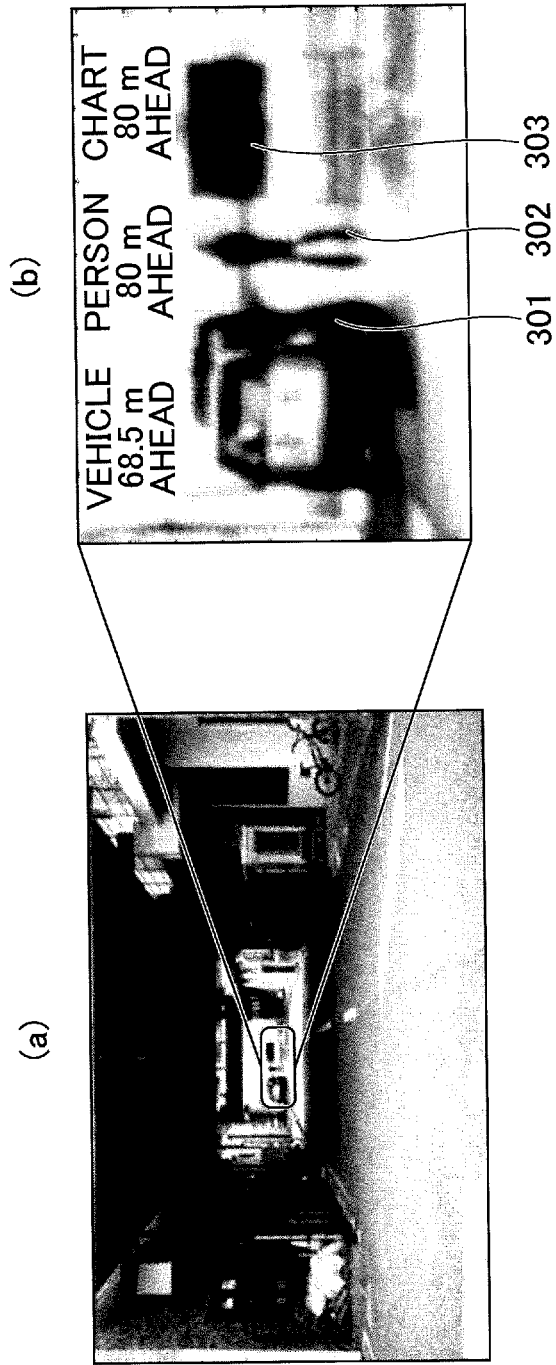 (a)
(b)
VEHICLE
68.5 m
AHEAD
PERSON
80 m
AHEAD
CHART
80 m
AHEAD
301
302
303